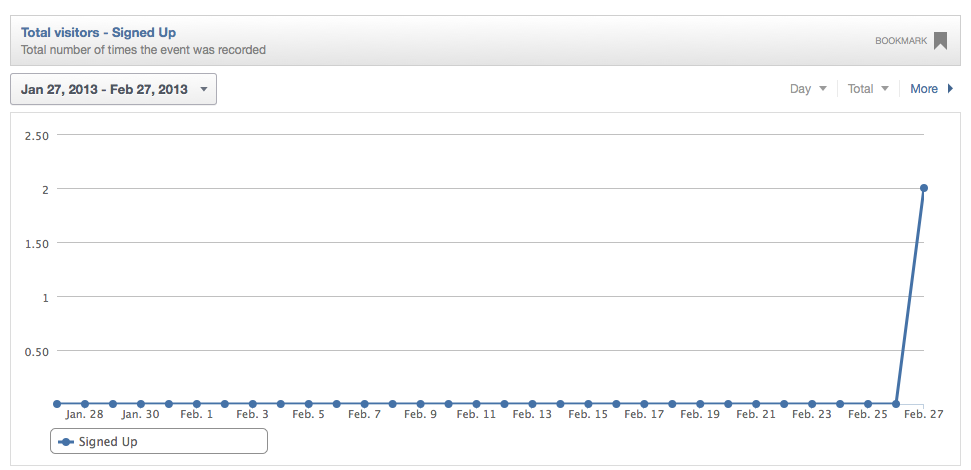 Total visitors - Signed Up
Total number of times the event was recorded
BOOKMARK
Jan 27, 2013 - Feb 27, 2013
Day
Total
More
2.50
2
1.50
1
0.50
Jan. 28 Jan. 30 Feb. 1 Feb. 3 Feb. 5 Feb. 7 Feb. 9 Feb. 11 Feb. 13 Feb. 15 Feb. 17 Feb. 19 Feb. 21 Feb. 23 Feb. 25 Feb. 27
Signed Up